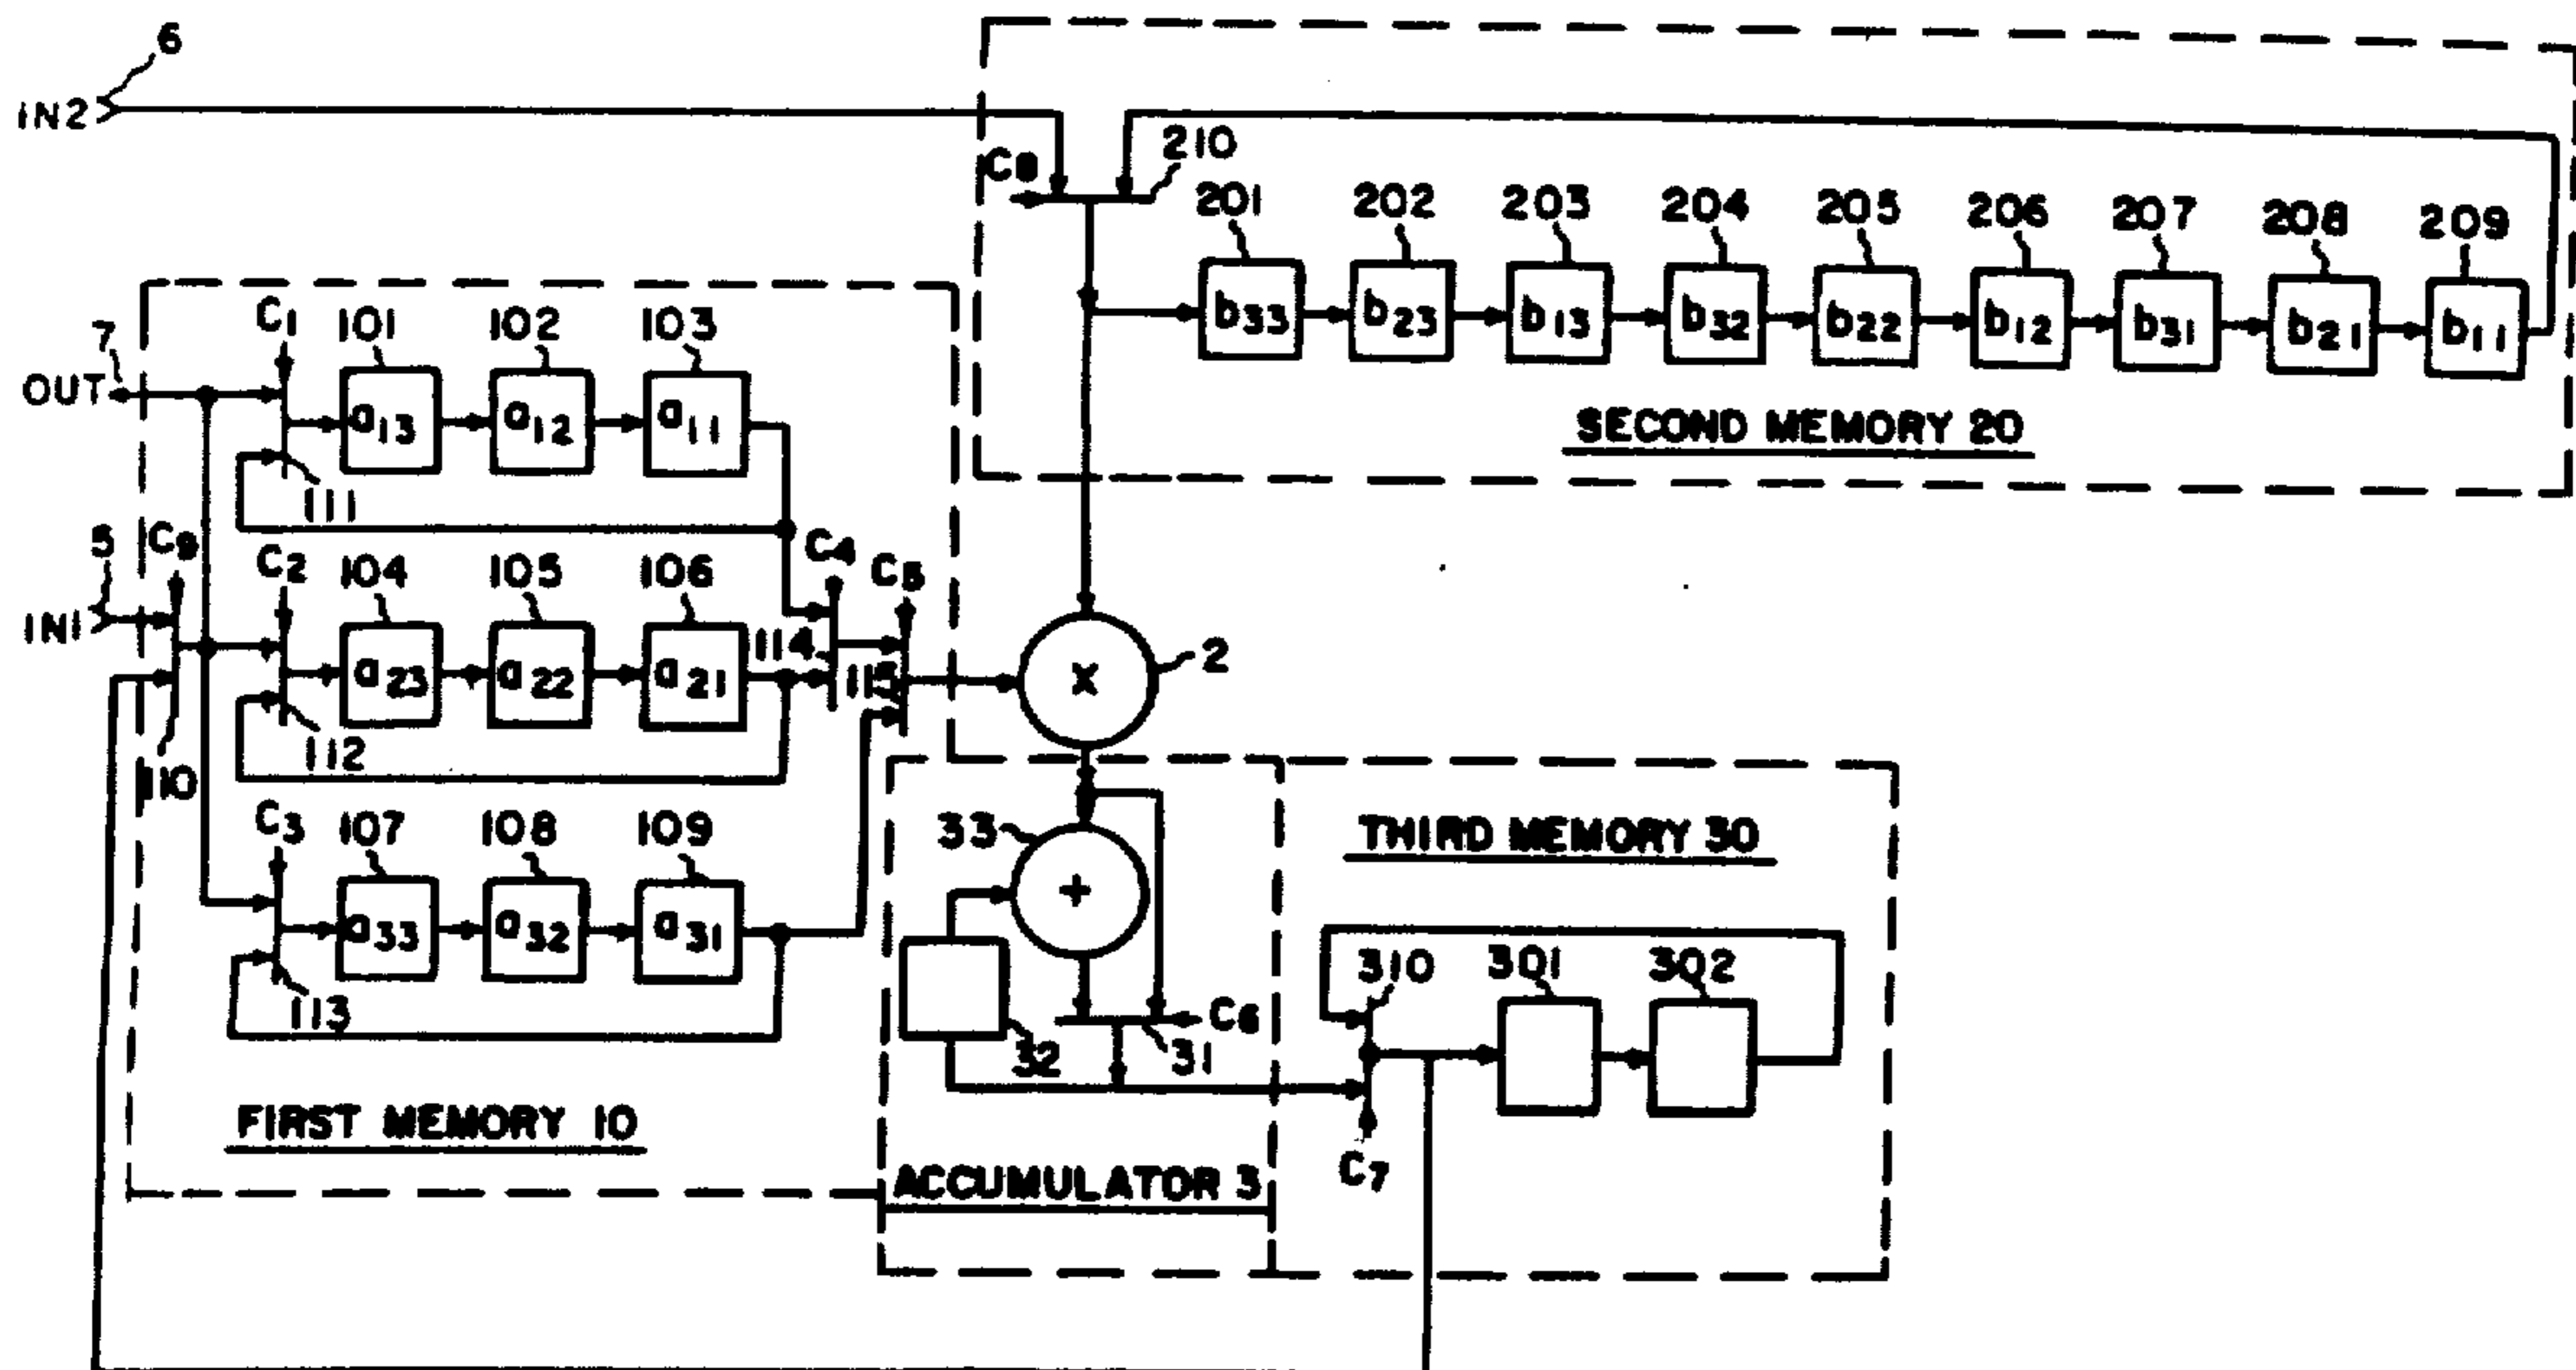 6
IN2
C8
210
201 202 203 204 205 206 207 208 209
b33 b23 b13 b32 b22 b12 b31 b21 b11
SECOND MEMORY 20
7
OUT
C1 101 102 103
a13 a12 a11
111
5
IN1
C9
110
C2 104 105 106
a23 a22 a21
112
C4
C5
114
115
x
2
C3 107 108 109
a33 a32 a31
113
FIRST MEMORY 10
33
+
32
C6
31
ACCUMULATOR 3
THIRD MEMORY 30
310 301 302
C7